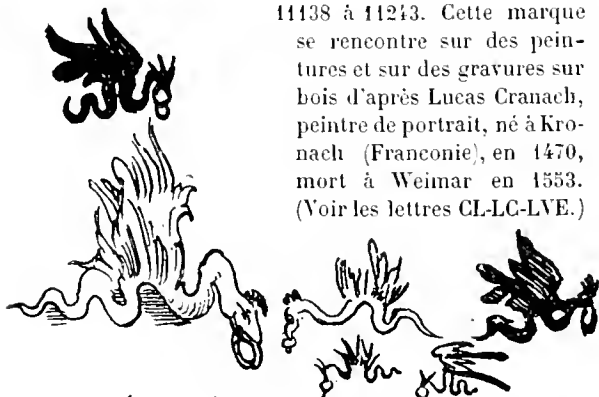 11138 à 11243. Cette marque
se rencontre sur des pein-
tures et sur des gravures sur
bois d'après Lucas Cranach,
peintre de portrait, né à Kro-
nach (Franconie), en 1470,
mort à Weimar en 1553.
(Voir les lettres CL-LC-LVE.)